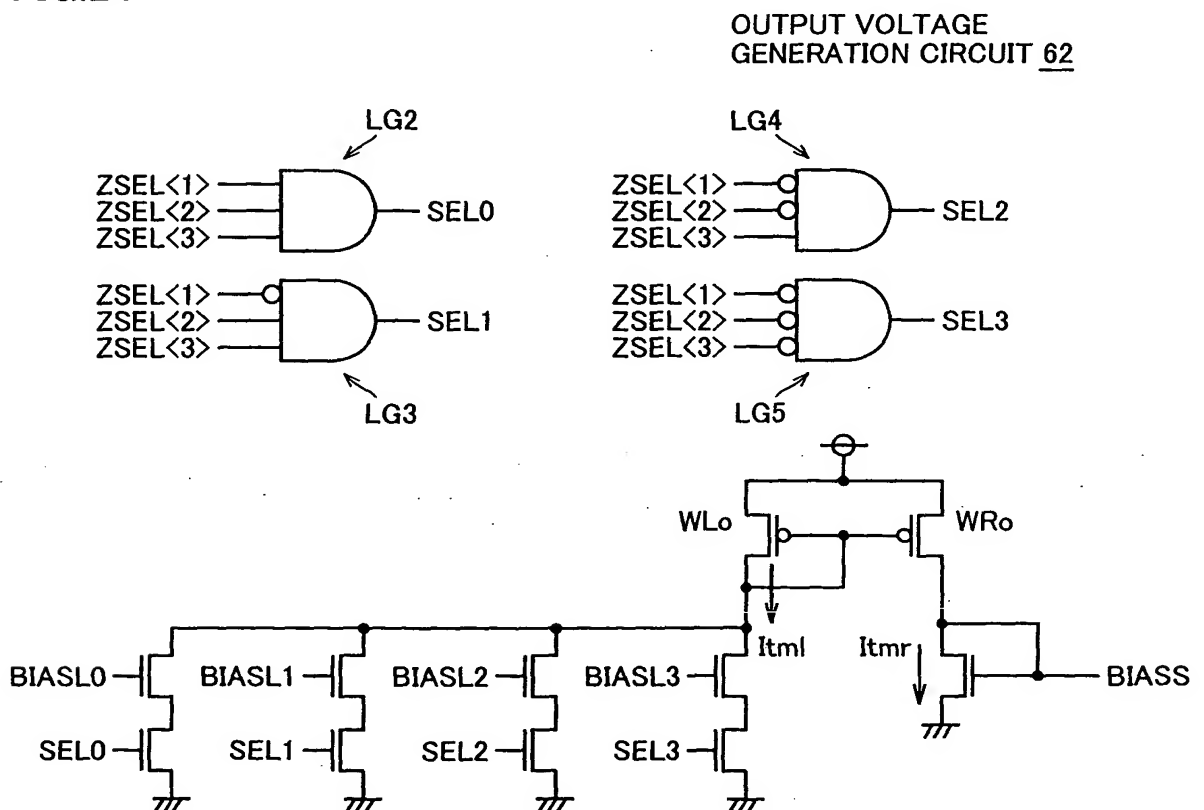 OUTPUT VOLTAGE
GENERATION CIRCUIT 62
LG2
ZSEL<1>
ZSEL<2>
ZSEL<3>
SEL0
LG4
ZSEL<1>
ZSEL<2>
ZSEL<3>
SEL2
ZSEL<1>
ZSEL<2>
ZSEL<3>
SEL1
LG3
ZSEL<1>
ZSEL<2>
ZSEL<3>
SEL3
LG5
WLo
WRo
Itml
Itmr
BIASL0
BIASL1
BIASL2
BIASL3
BIASS
SEL0
SEL1
SEL2
SEL3